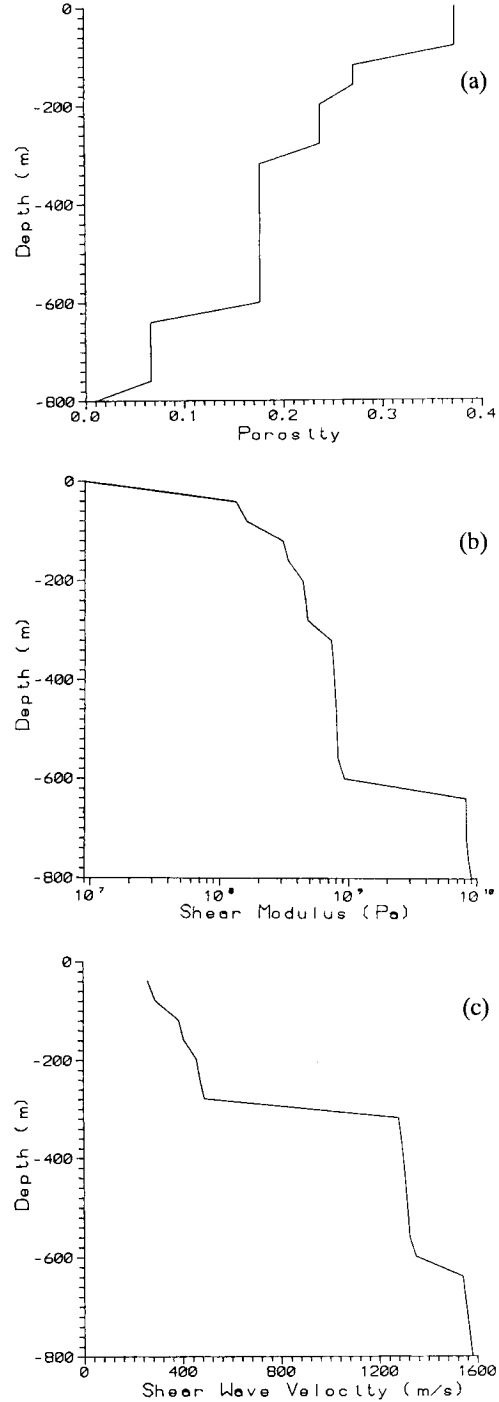 0
-200
-400
-600
-800
Depth (m)
(a)
0.0 0.1 0.2 0.3 0.4
Porosity
0
-200
-400
-600
-800
Depth (m)
(b)
10⁷ 10⁸ 10⁹ 10¹⁰
Shear Modulus (Pa)
0
-200
-400
-600
-800
Depth (m)
(c)
0 400 800 1200 1600
Shear Wave Velocity (m/s)